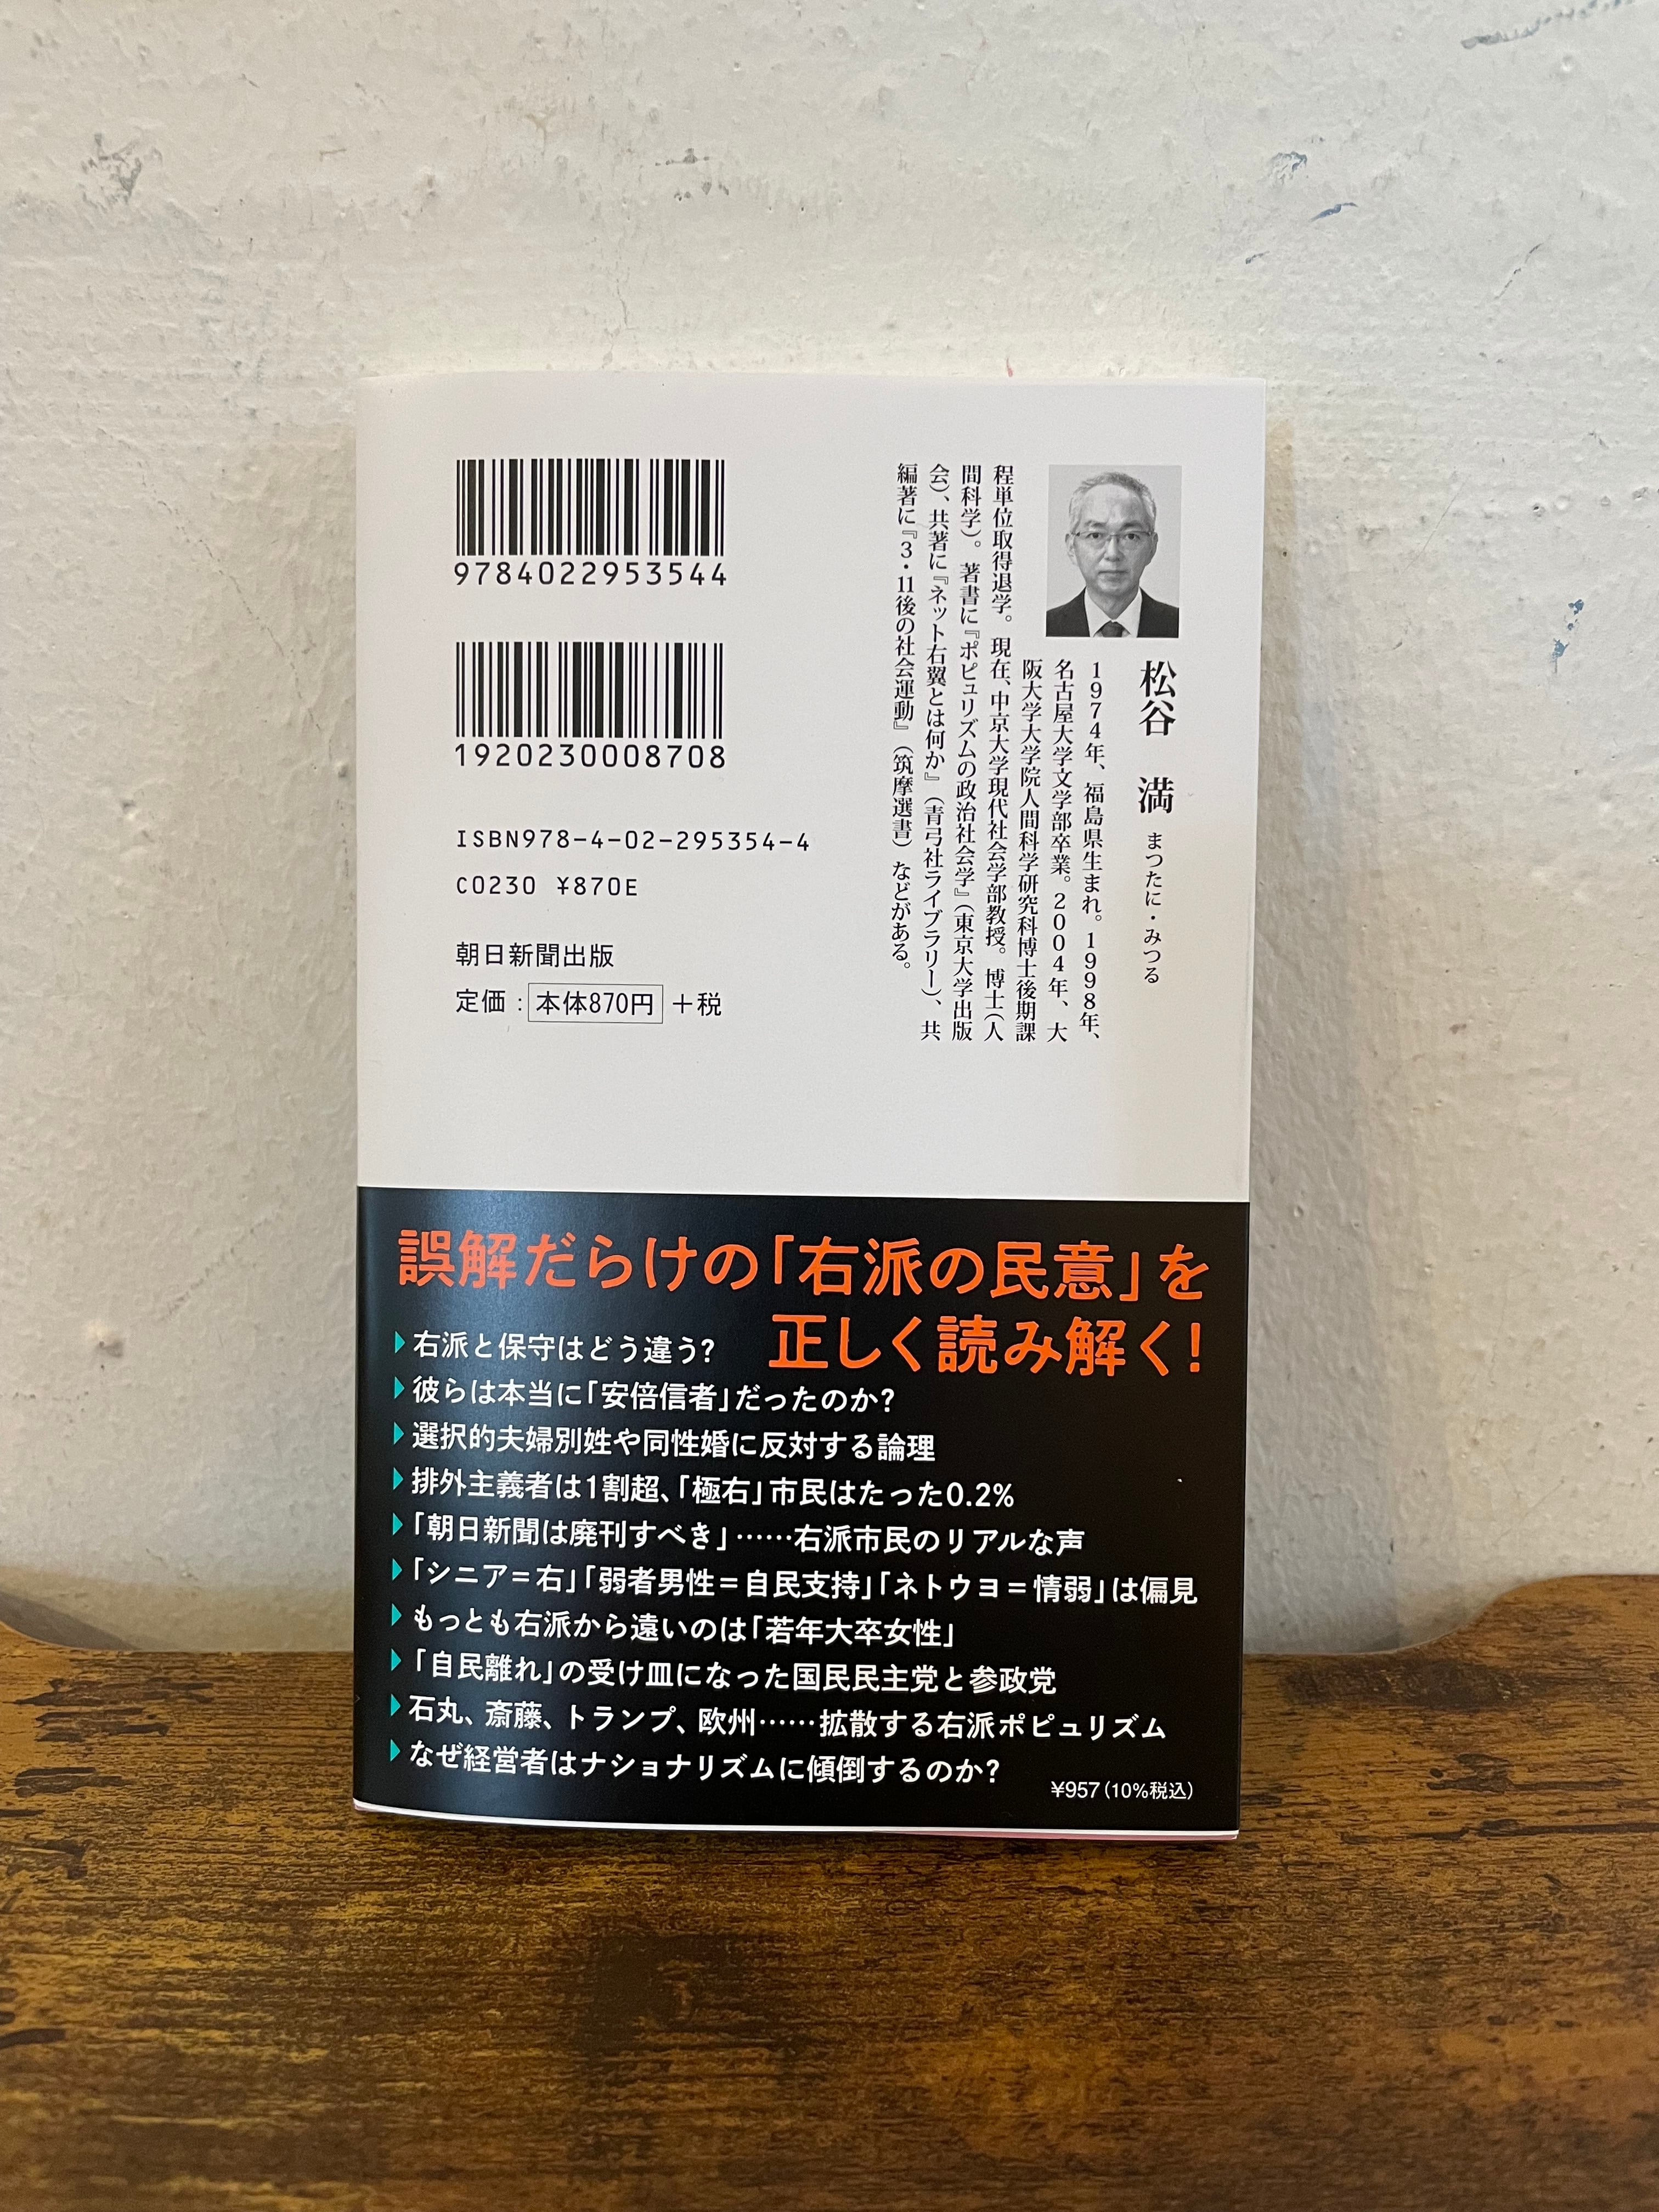 9784022953544
1920230008708
ISBN978-4-02-295354-4
C0230 ¥870E
朝日新聞出版
定価：本体870円＋税
松谷 満 まつたに・みつる
1974年、福島県生まれ。1998年、
名古屋大学文学部卒業。2004年、大
阪大学大学院人間科学研究科博士後期課
程単位取得退学。現在、中京大学現代社会学部教授。博士（人
間科学）。著書に『ポピュリズムの政治社会学』（東京大学出版
会）、共著に『ネット右翼とは何か』（青弓社ライブラリー）、共
編著に『3・11後の社会運動』（筑摩選書）などがある。
誤解だらけの「右派の民意」を
正しく読み解く!
右派と保守はどう違う?
彼らは本当に「安倍信者」だったのか?
選択的夫婦別姓や同性婚に反対する論理
排外主義者は1割超、「極右」市民はたった0.2%
「朝日新聞は廃刊すべき」……右派市民のリアルな声
「シニア＝右」「弱者男性＝自民支持」「ネトウヨ＝情弱」は偏見
もっとも右派から遠いのは「若年大卒女性」
「自民離れ」の受け皿になった国民民主党と参政党
石丸、斎藤、トランプ、欧州……拡散する右派ポピュリズム
なぜ経営者はナショナリズムに傾倒するのか?
¥957（10%税込）